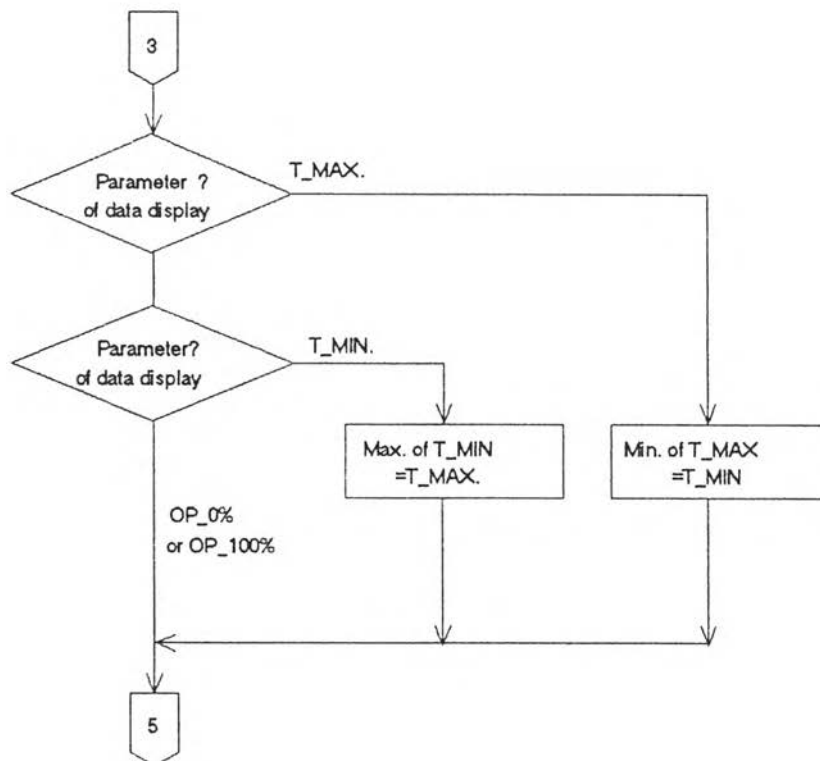 3
Parameter ?
of data display
T_MAX.
Parameter?
of data display
T_MIN.
Max. of T_MIN
=T_MAX.
Min. of T_MAX
=T_MIN
OP_0%
or OP_100%
5